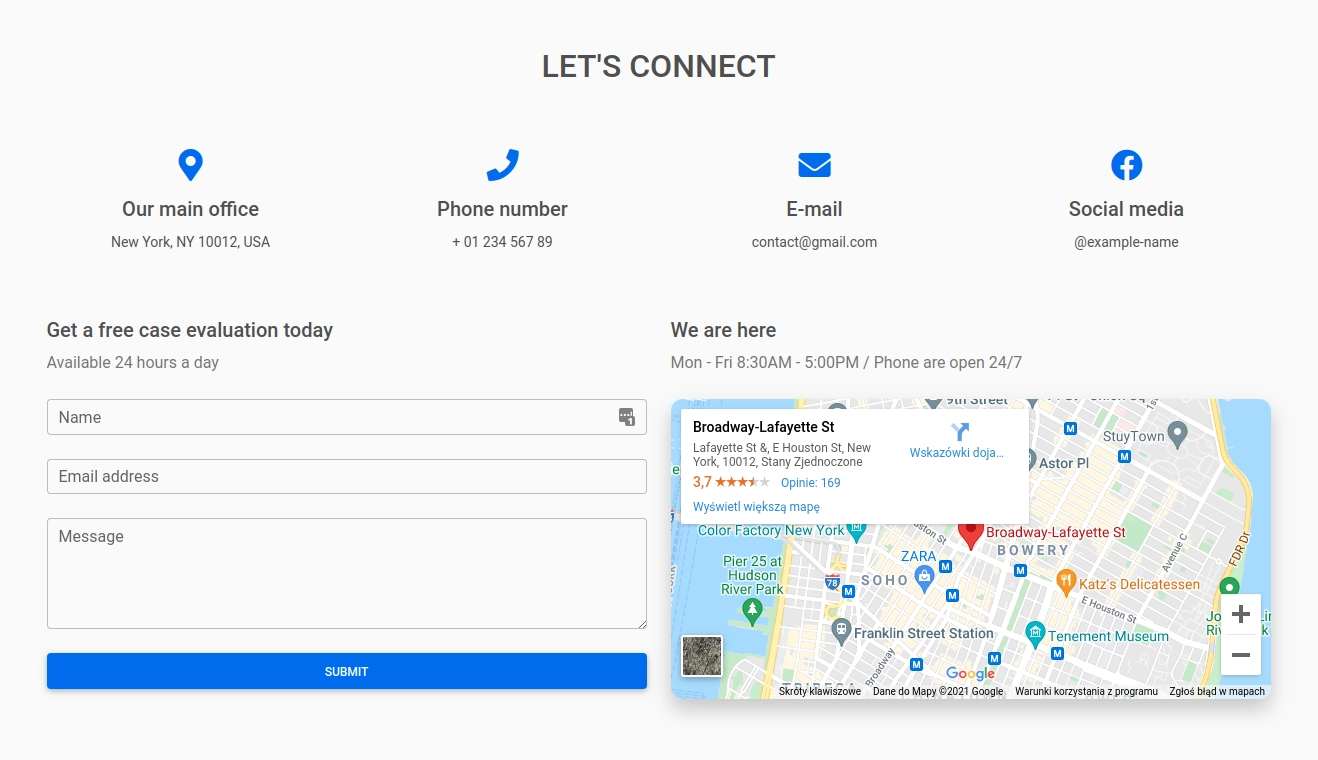 LET'S CONNECT
Our main office
New York, NY 10012, USA
Phone number
+ 01 234 567 89
E-mail
contact@gmail.com
Social media
@example-name
Get a free case evaluation today
Available 24 hours a day
Name
1
Email address
Message
SUBMIT
We are here
Mon - Fri 8:30AM - 5:00PM / Phone are open 24/7
Broadway-Lafayette St
Lafayette St &, E Houston St, New
York, 10012, Stany Zjednoczone
3,7
Opinie: 169
Wyświetl większą mapę
Wskazówki doja...
9th Street
M
StuyTown
M
Astor Pl
Color Factory New York
Broadway-Lafayette St
BOWERY
Avenue C
FDR Dr
Pier 25 at
Hudson
River Park
ZARA
M
M
SOHO
78
M
M
Katz's Delicatessen
E Houston St
Franklin Street Station
Tenement Museum
M
M
M
Broadway
Google
Skróty klawiszowe
Dane do Mapy ©2021 Google
Warunki korzystania z programu
Zgłoś błąd w mapach